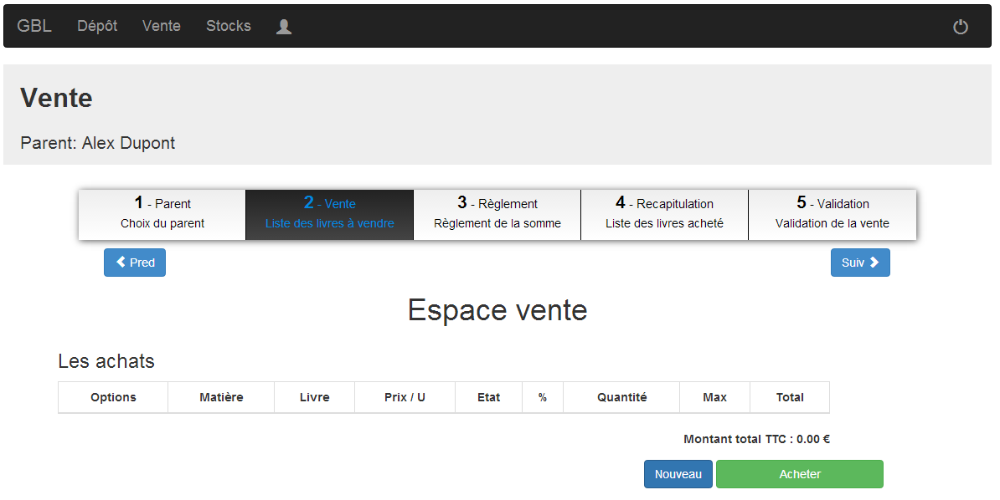 GBL Dépôt Vente Stocks
Vente
Parent: Alex Dupont
1 - Parent 2 - Vente 3 - Règlement 4 - Recapitulation 5 - Validation
Choix du parent Liste des livres à vendre Règlement de la somme Liste des livres acheté Validation de la vente
Pred Suiv
Espace vente
Les achats
Options Matière Livre Prix / U Etat % Quantité Max Total
Montant total TTC : 0.00 €
Nouveau Acheter